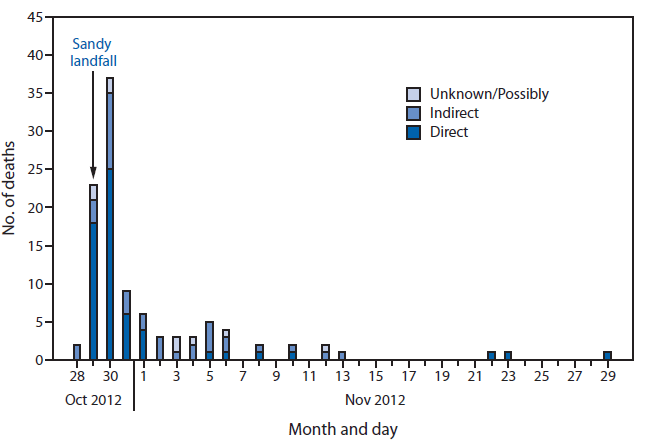 45
40
35
30
25
20
15
10
5
0
No. of deaths
Sandy
landfall
Unknown/Possibly
Indirect
Direct
28 30 1 3 5 7 9 11 13 15 17 19 21 23 25 27 29
Oct 2012 Nov 2012
Month and day